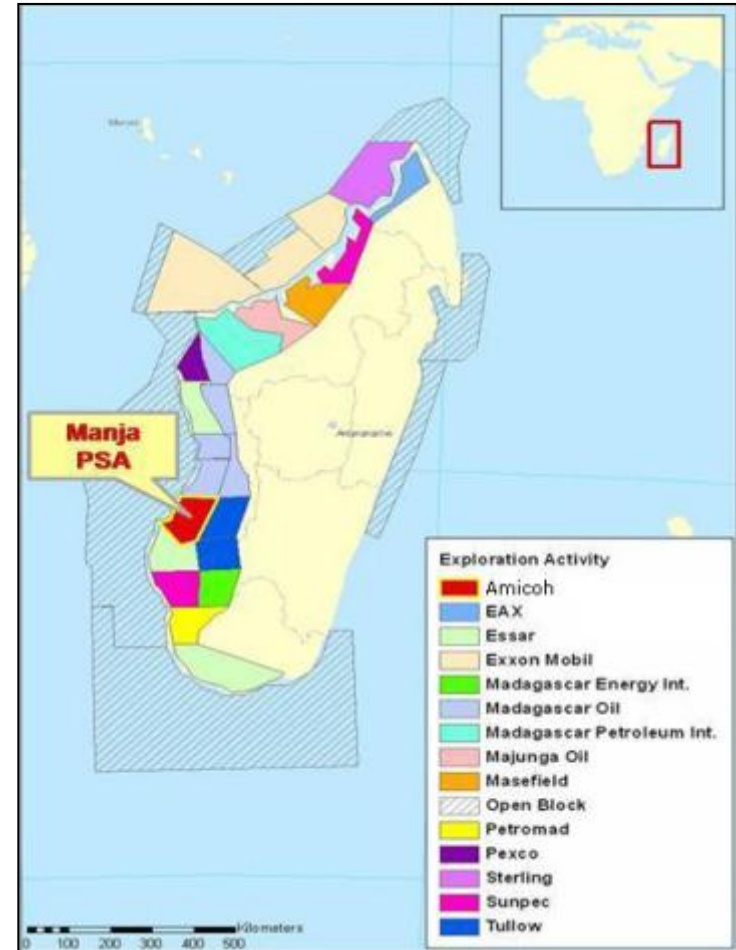 Manja
PSA
Exploration Activity
Amicoh
EAX
Essar
Exxon Mobil
Madagascar Energy Int.
Madagascar Oil
Madagascar Petroleum Int.
Majunga Oil
Masefield
Open Block
Petromad
Pexco
Sterling
Sunpec
Tullow
Kilometers
0 100 200 300 400 500